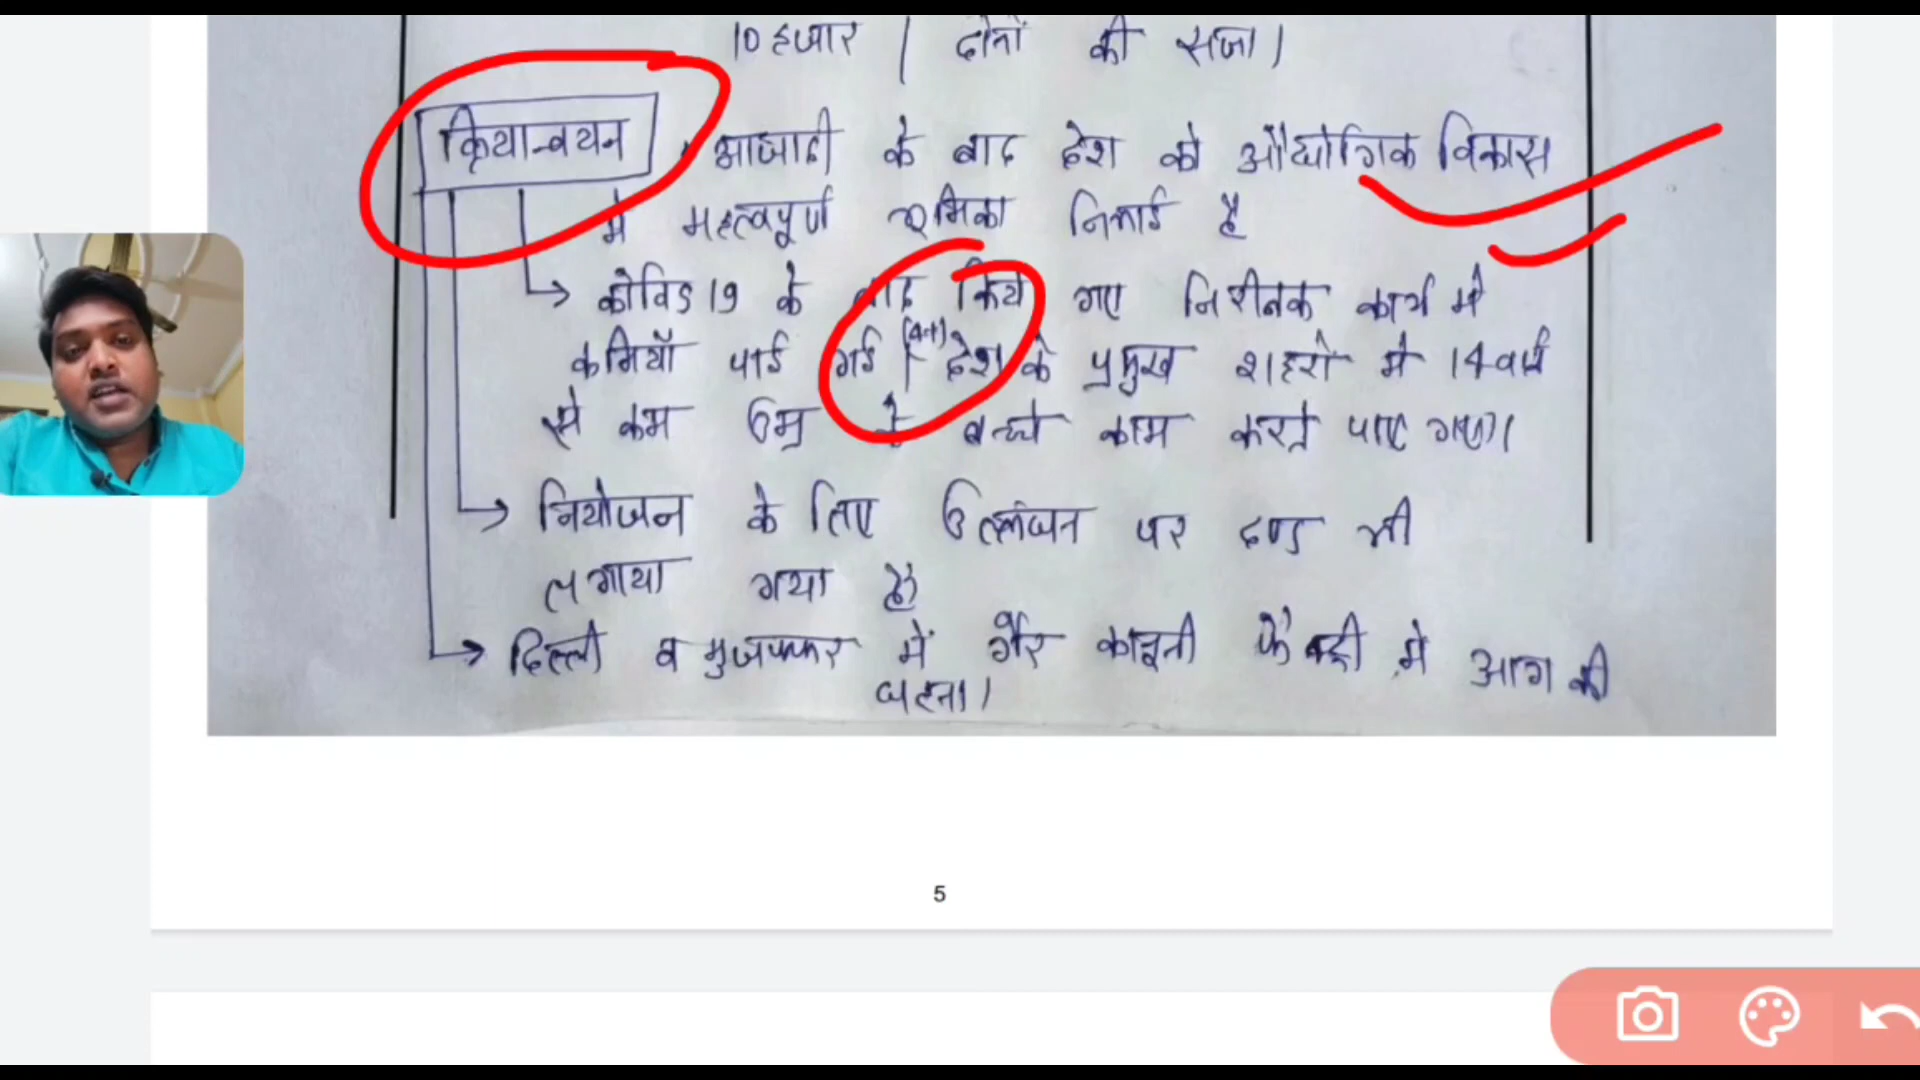 10 हजार / दोनों की सजा।
क्रियान्वयन
आजादी के बाद देश को औद्योगिक विकास
मे महत्वपूर्ण भूमिका निभाई है
कोविड 19 के बाद किये गए निरीक्षक कार्य में
कमियाँ पाई गई। देश के प्रमुख शहरो मे 14 वर्ष
से कम उम्र के बच्चे काम करते पाए गए।
नियोजन के लिए उल्लंघन पर दण्ड भी
लगाया गया है
दिल्ली व मुजफ्फर में गैर कानूनी फैक्ट्री मे आग की
घटना।
5